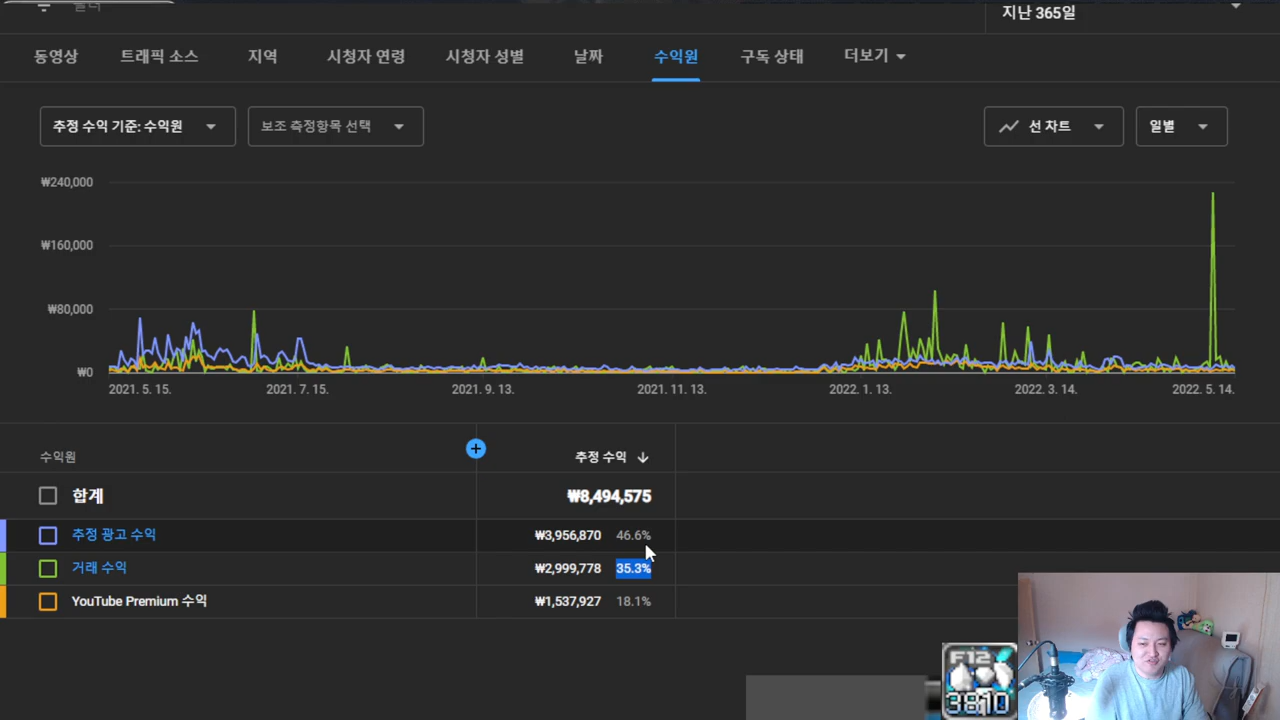 필터
지난 365일
동영상 트래픽 소스 지역 시청자 연령 시청자 성별 날짜 수익원 구독 상태 더보기
추정 수익 기준: 수익원 보조 측정항목 선택 선 차트 일별
₩240,000
₩160,000
₩80,000
₩0
2021. 5. 15. 2021. 7. 15. 2021. 9. 13. 2021. 11. 13. 2022. 1. 13. 2022. 3. 14. 2022. 5. 14.
수익원 추정 수익
합계 ₩8,494,575
추정 광고 수익 ₩3,956,870 46.6%
거래 수익 ₩2,999,778 35.3%
YouTube Premium 수익 ₩1,537,927 18.1%
F12
3810